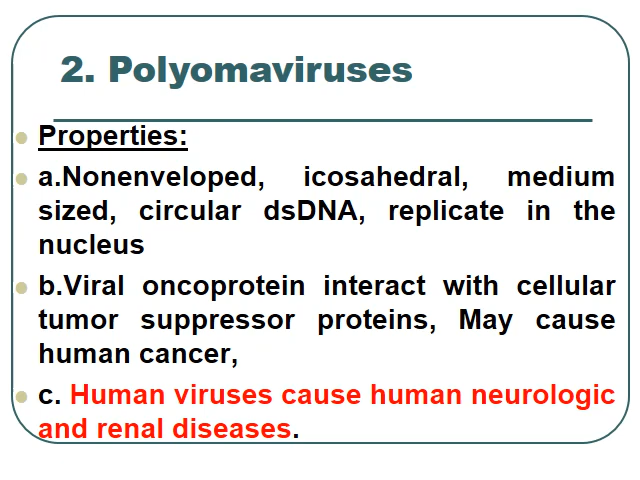 2. Polyomaviruses
Properties:
a.Nonenveloped, icosahedral, medium
sized, circular dsDNA, replicate in the
nucleus
b.Viral oncoprotein interact with cellular
tumor suppressor proteins, May cause
human cancer,
c. Human viruses cause human neurologic
and renal diseases.